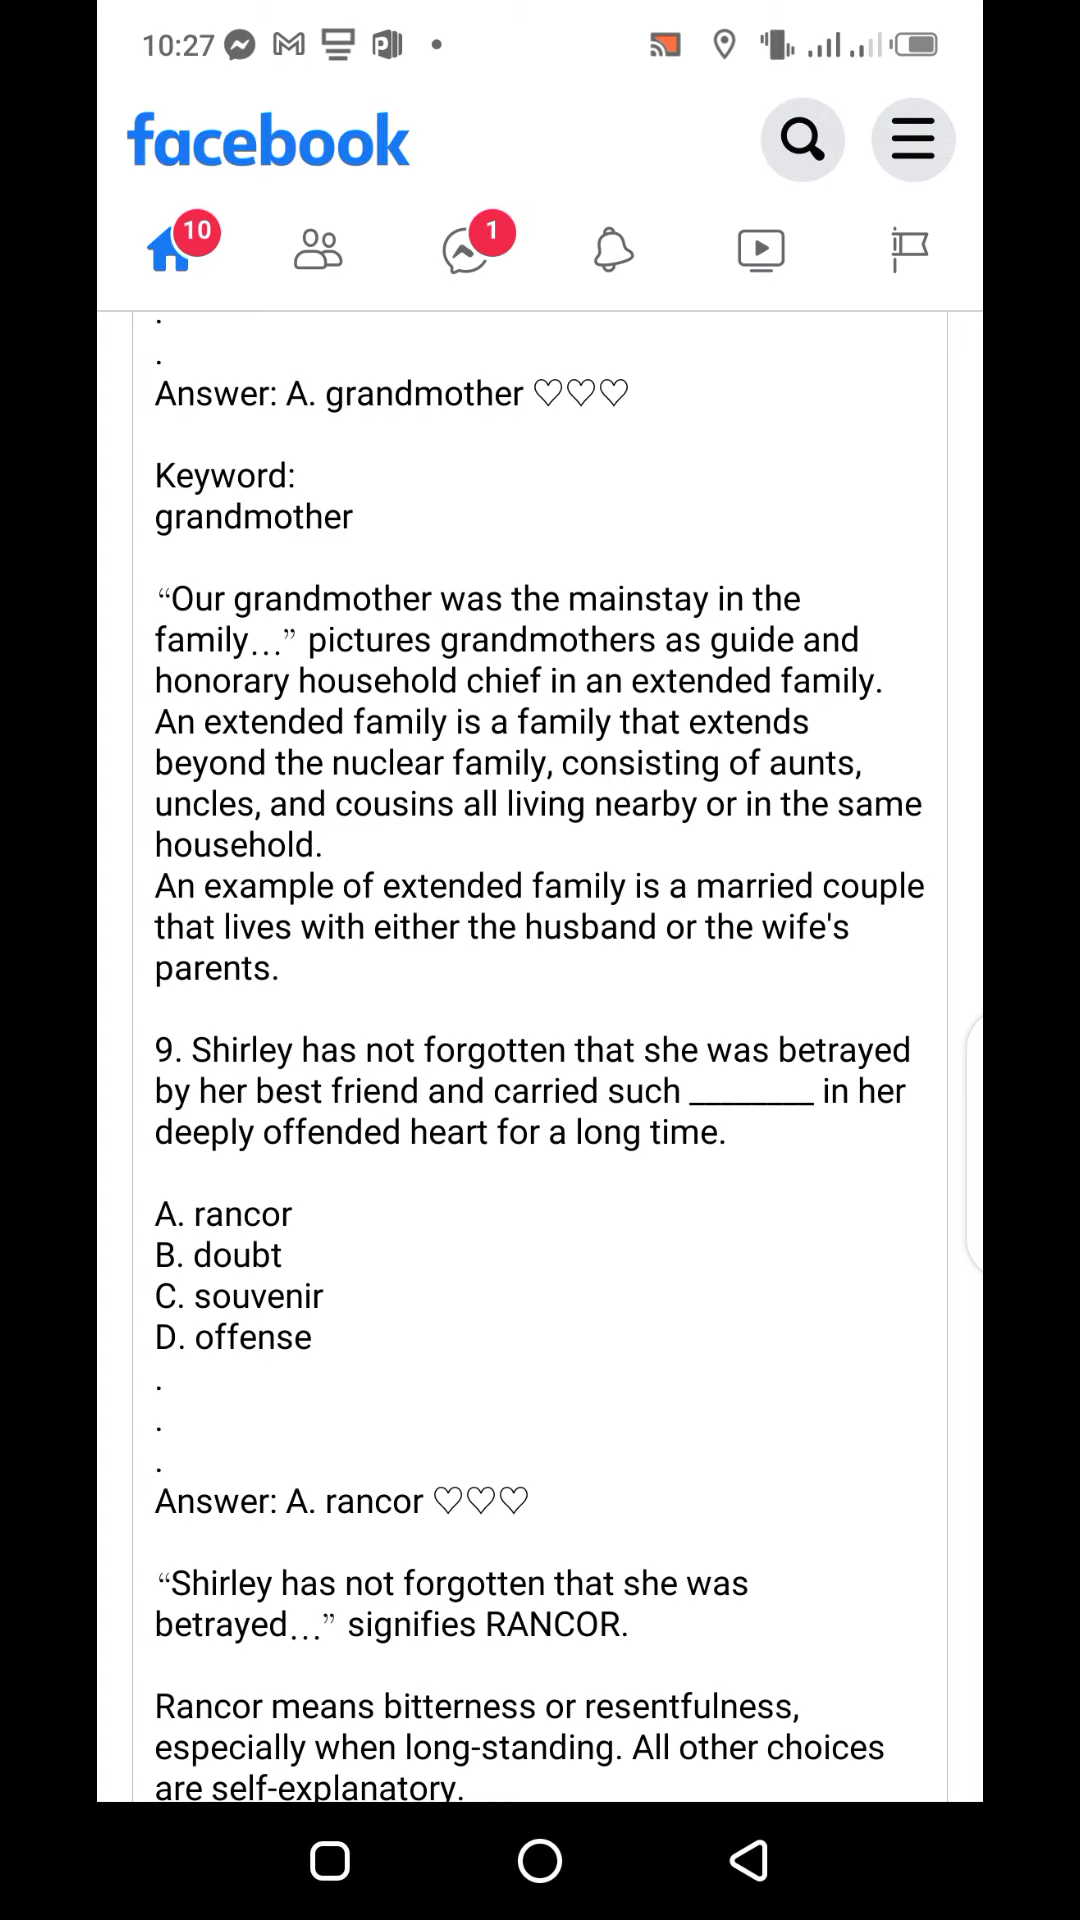 10:27
facebook
10
1
.
.
Answer: A. grandmother ♡♡♡
Keyword:
grandmother
“Our grandmother was the mainstay in the
family…” pictures grandmothers as guide and
honorary household chief in an extended family.
An extended family is a family that extends
beyond the nuclear family, consisting of aunts,
uncles, and cousins all living nearby or in the same
household.
An example of extended family is a married couple
that lives with either the husband or the wife's
parents.
9. Shirley has not forgotten that she was betrayed
by her best friend and carried such _______ in her
deeply offended heart for a long time.
A. rancor
B. doubt
C. souvenir
D. offense
.
.
.
Answer: A. rancor ♡♡♡
“Shirley has not forgotten that she was
betrayed…” signifies RANCOR.
Rancor means bitterness or resentfulness,
especially when long-standing. All other choices
are self-explanatory.